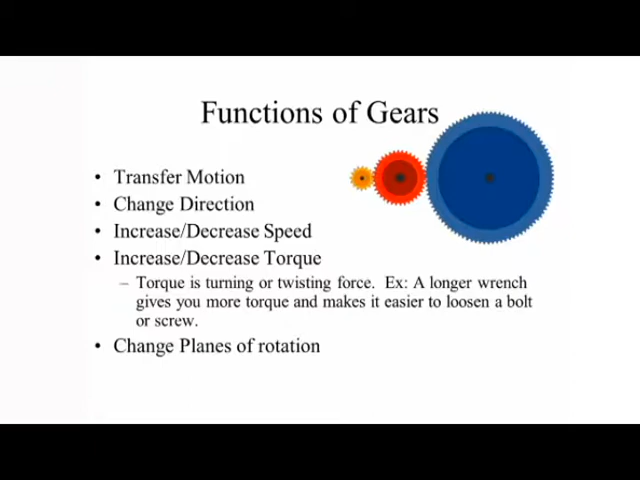 Functions of Gears
• Transfer Motion
• Change Direction
• Increase/Decrease Speed
• Increase/Decrease Torque
– Torque is turning or twisting force. Ex: A longer wrench
gives you more torque and makes it easier to loosen a bolt
or screw.
• Change Planes of rotation